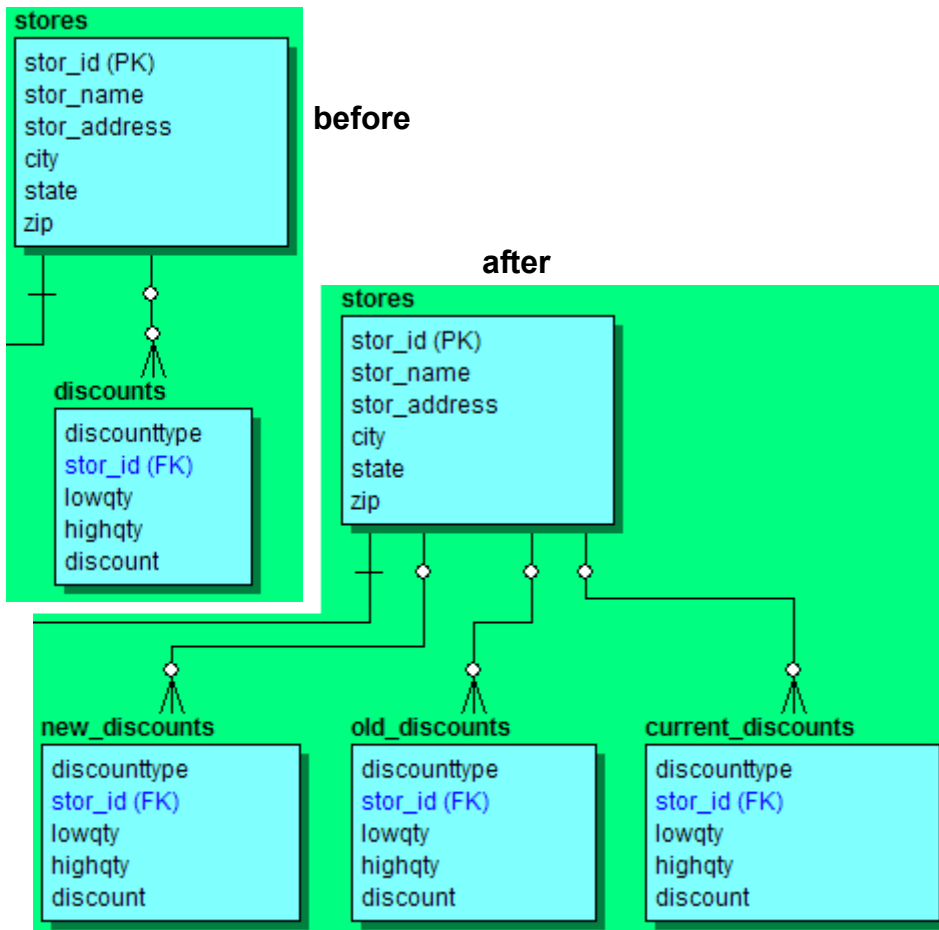 stores
stor_id (PK)
stor_name
stor_address
city
state
zip
before
discounts
discounttype
stor_id (FK)
lowqty
highqty
discount
after
stores
stor_id (PK)
stor_name
stor_address
city
state
zip
new_discounts
discounttype
stor_id (FK)
lowqty
highqty
discount
old_discounts
discounttype
stor_id (FK)
lowqty
highqty
discount
current_discounts
discounttype
stor_id (FK)
lowqty
highqty
discount